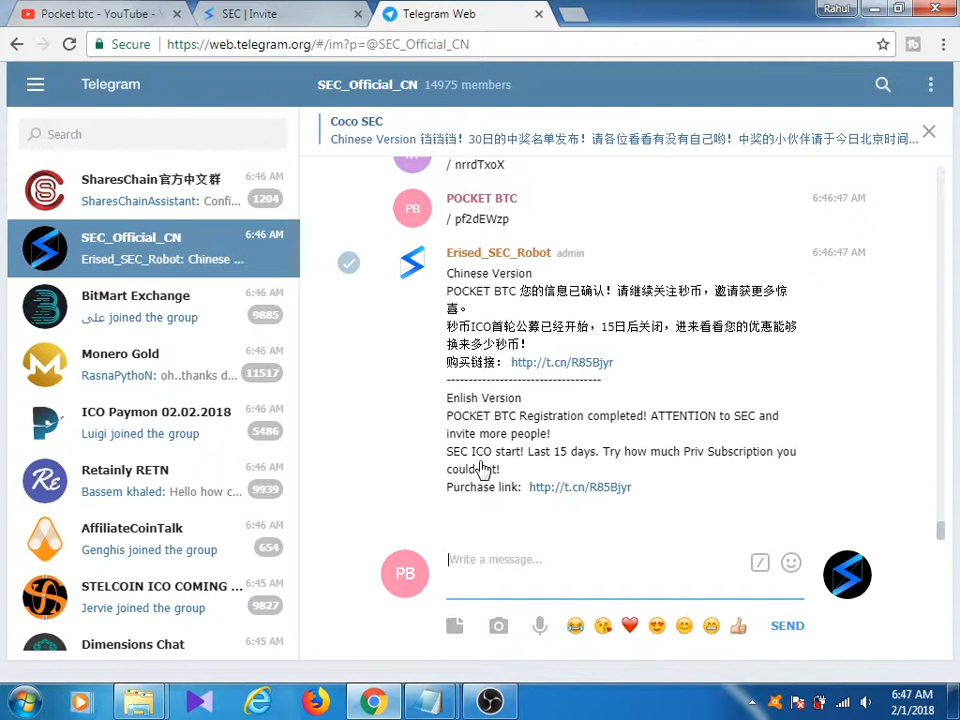 Pocket btc - YouTube -
SEC | Invite
Telegram Web
Rahul
Secure
https://web.telegram.org/#/im?p=@SEC_Official_CN
Telegram
SEC_Official_CN 14975 members
Search
Coco SEC
Chinese Version 铛铛铛！30日的中奖名单发布！请各位看看有没有自己哟！中奖的小伙伴请于今日北京时间...
SharesChain官方中文群 6:46 AM
SharesChainAssistant: Confi... 1204
SEC_Official_CN 6:46 AM
Erised_SEC_Robot: Chinese ...
BitMart Exchange 6:46 AM
على joined the group 9885
Monero Gold 6:46 AM
RasnaPythoN: oh..thanks d... 11517
ICO Paymon 02.02.2018 6:46 AM
Luigi joined the group 5486
Retainly RETN 6:46 AM
Bassem khaled: Hello how c... 9939
AffiliateCoinTalk 6:46 AM
Genghis joined the group 654
STELCOIN ICO COMING ... 6:45 AM
Jervie joined the group 9827
Dimensions Chat 6:45 AM
/ nrrdTxoX
PB
POCKET BTC 6:46:47 AM
/ pf2dEWzp
Erised_SEC_Robot admin 6:46:47 AM
Chinese Version
POCKET BTC 您的信息已确认！请继续关注秒币，邀请获更多惊
喜。
秒币ICO首轮公募已经开始，15日后关闭，进来看看您的优惠能够
换来多少秒币！
购买链接： http://t.cn/R85Bjyr
-----------------------------------
Enlish Version
POCKET BTC Registration completed! ATTENTION to SEC and
invite more people!
SEC ICO start! Last 15 days. Try how much Priv Subscription you
Purchase link: http://t.cn/R85Bjyr
PB
Write a message...
SEND
6:47 AM
2/1/2018